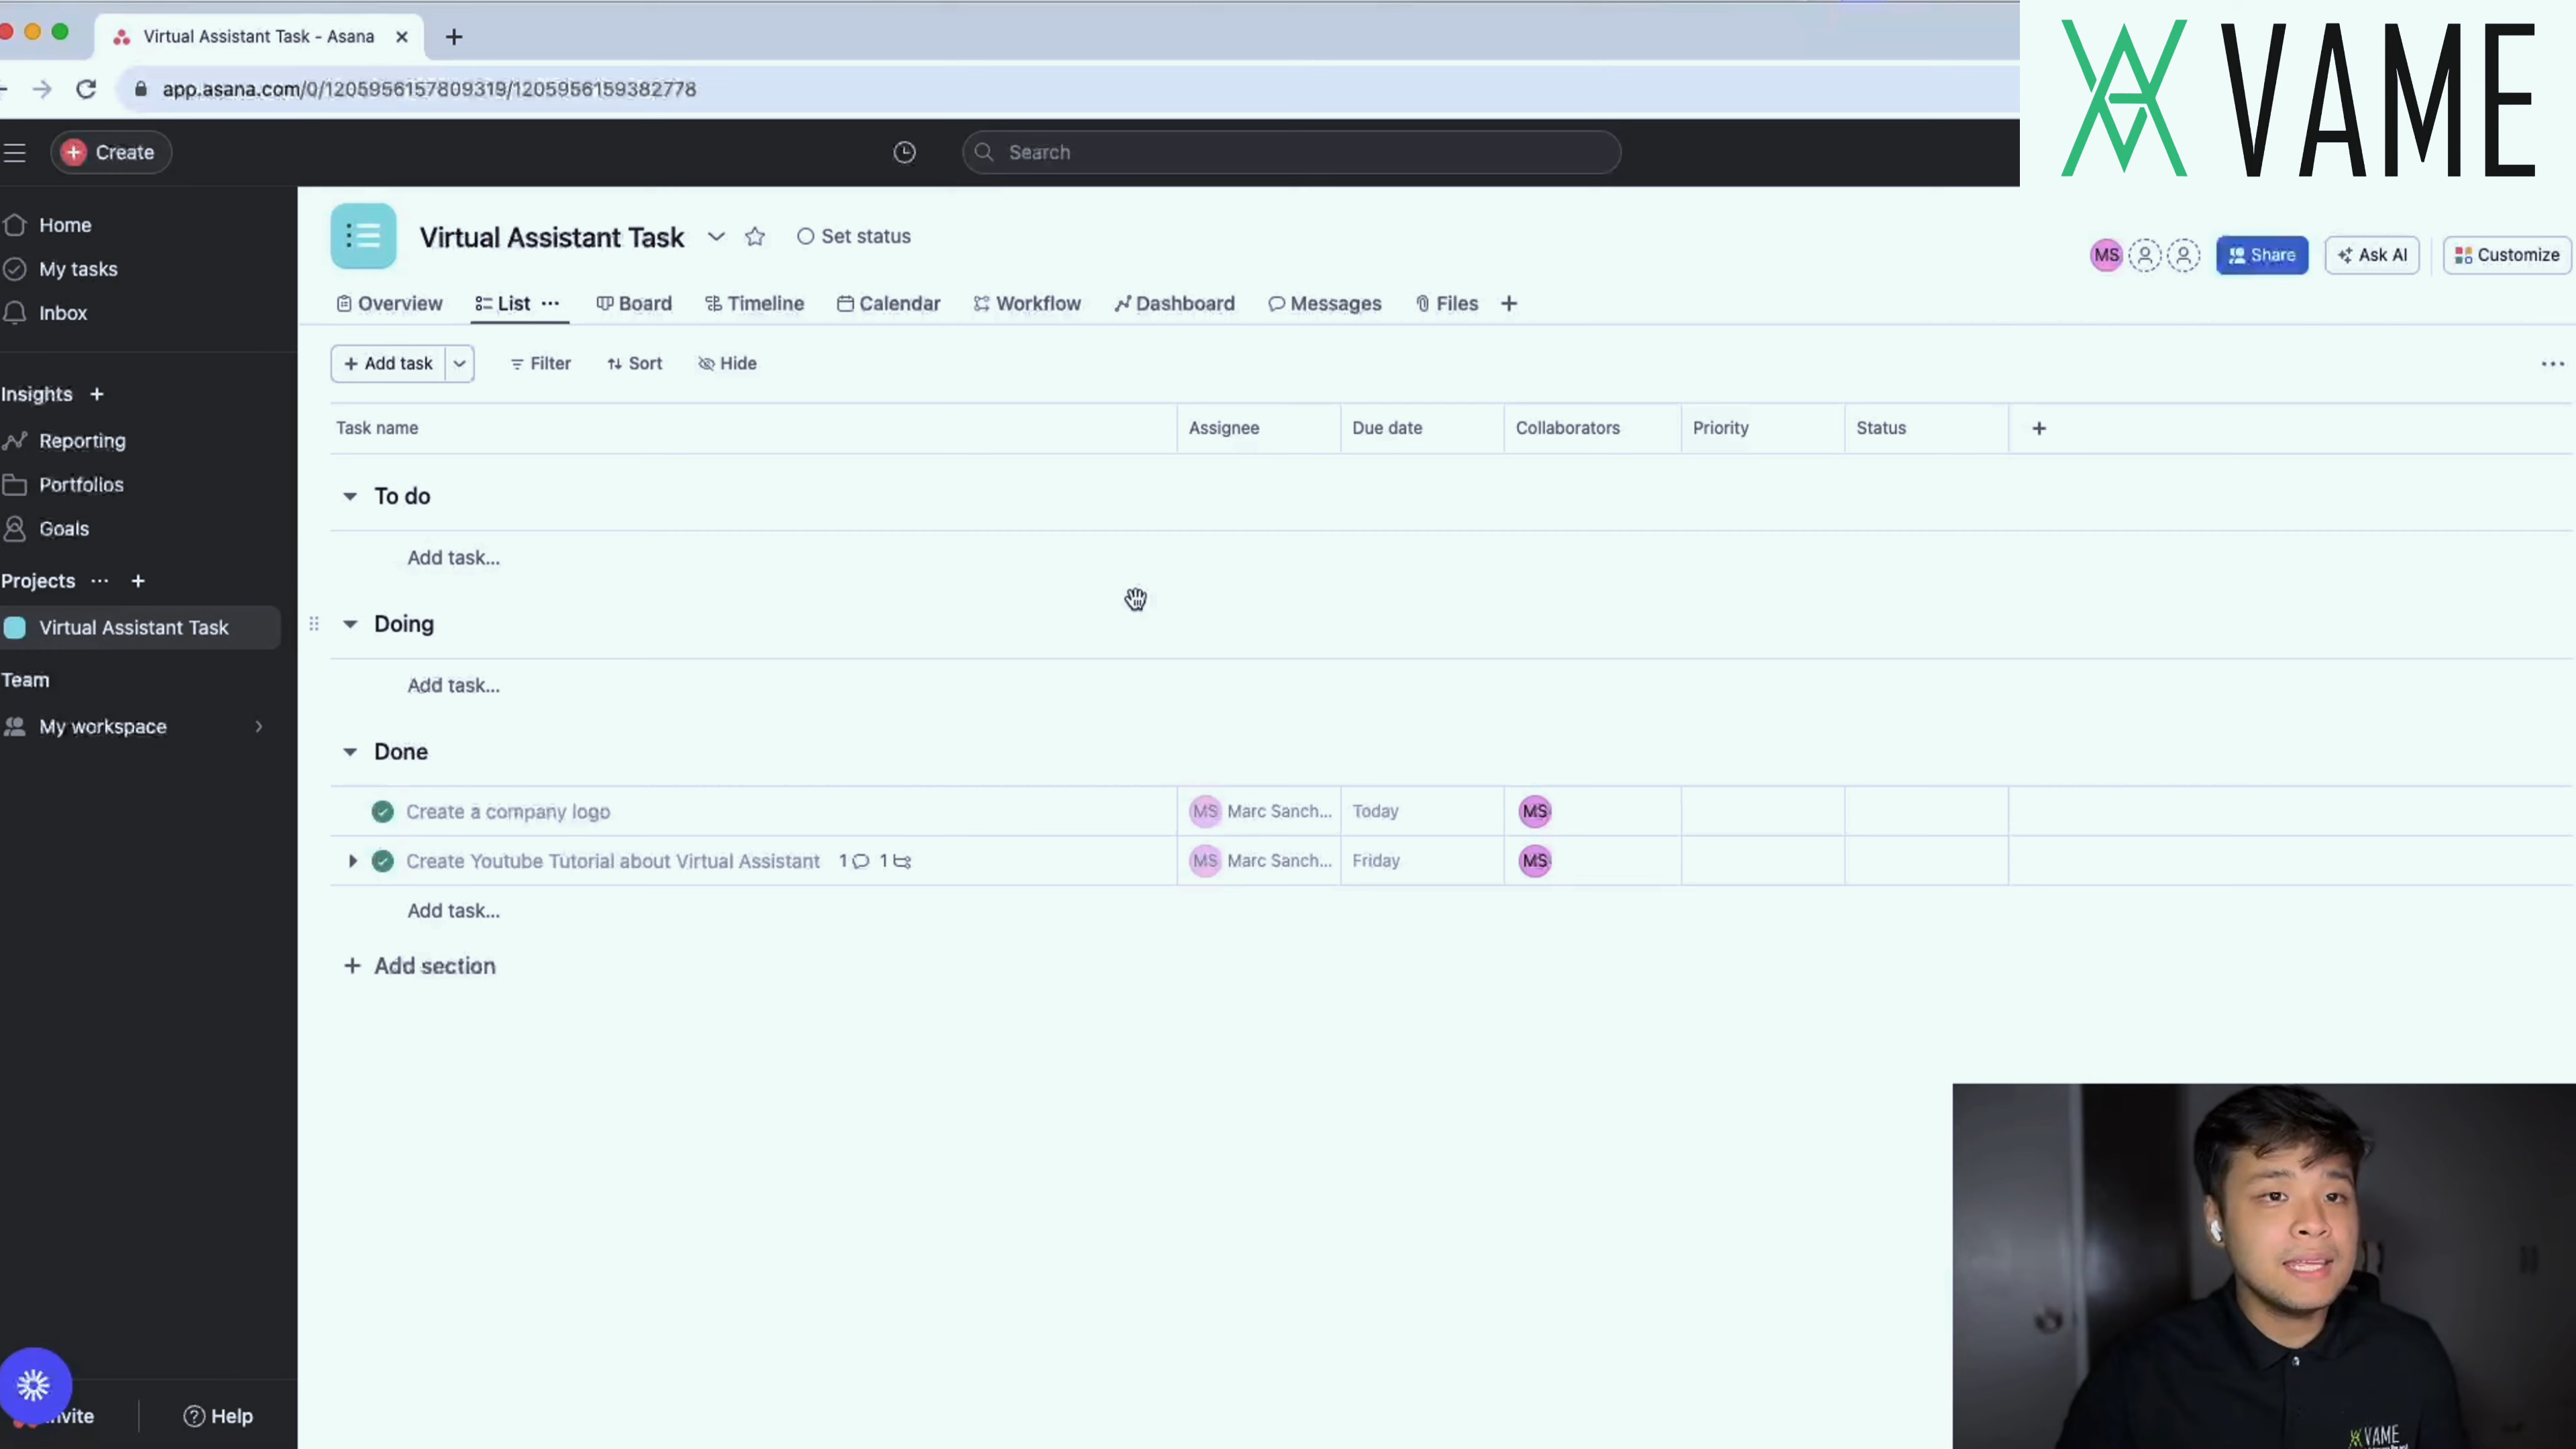 Virtual Assistant Task - Asana
app.asana.com/0/1205956157809319/1205956159382778
VAME
Create
Search
Home
My tasks
Inbox
Insights
Reporting
Portfolios
Goals
Projects
Virtual Assistant Task
Team
My workspace
Help
Virtual Assistant Task
Set status
MS
Share
Ask AI
Customize
Overview
List
Board
Timeline
Calendar
Workflow
Dashboard
Messages
Files
+ Add task
Filter
Sort
Hide
Task name Assignee Due date Collaborators Priority Status
To do
Add task...
Doing
Add task...
Done
Create a company logo MS Marc Sanch... Today MS
Create Youtube Tutorial about Virtual Assistant 1 1 MS Marc Sanch... Friday MS
Add task...
+ Add section
VAME